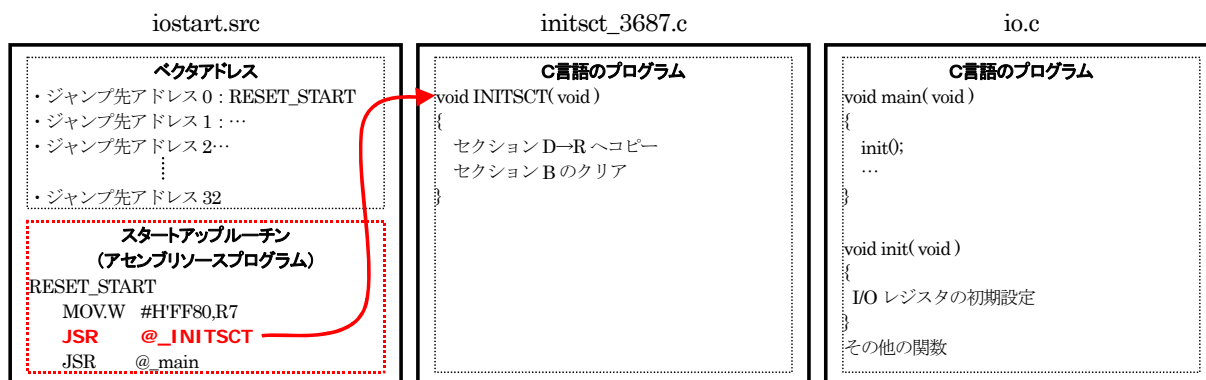 iostart.src
ベクタアドレス
・ジャンプ先アドレス 0 : RESET_START
・ジャンプ先アドレス 1 : …
・ジャンプ先アドレス 2…
⋮
・ジャンプ先アドレス 32
スタートアップルーチン
(アセンブリソースプログラム)
RESET_START
MOV.W #H'FF80,R7
JSR @_INITSCT
JSR @_main
initsct_3687.c
C言語のプログラム
void INITSCT( void )
{
セクション D→R へコピー
セクション B のクリア
}
io.c
C言語のプログラム
void main( void )
{
init();
…
}
void init( void )
{
I/O レジスタの初期設定
}
その他の関数